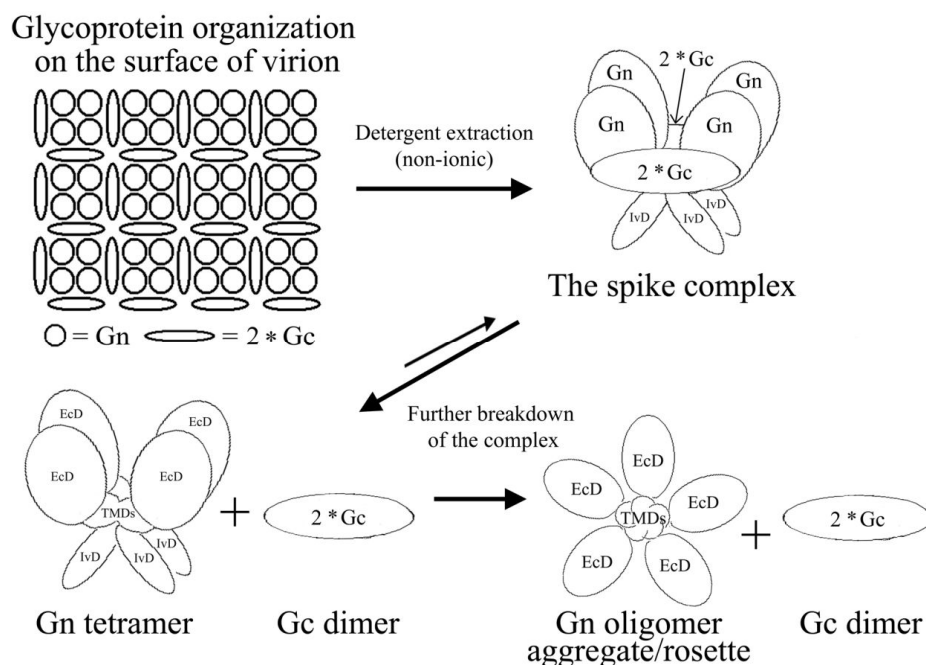 Glycoprotein organization
on the surface of virion
= Gn = 2 * Gc
Detergent extraction
(non-ionic)
2 * Gc
Gn
Gn
Gn
Gn
2 * Gc
IvD
IvD
IvD
The spike complex
Further breakdown
of the complex
EcD
EcD
EcD
EcD
TMDs
IvD
IvD
IvD
+
2 * Gc
Gn tetramer
Gc dimer
EcD
EcD
EcD
TMDs
EcD
EcD
+
2 * Gc
Gn oligomer
aggregate/rosette
Gc dimer